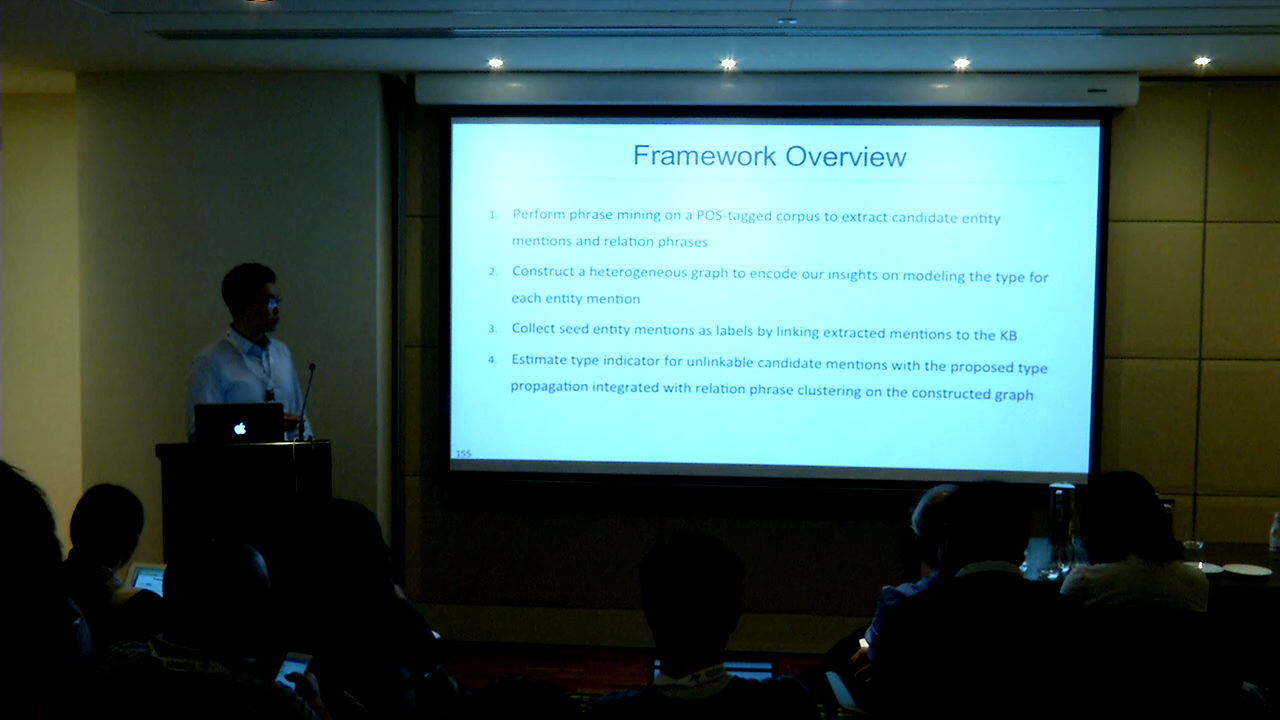 Framework Overview
1. Perform phrase mining on a POS-tagged corpus to extract candidate entity
mentions and relation phrases
2. Construct a heterogeneous graph to encode our insights on modeling the type for
each entity mention
3. Collect seed entity mentions as labels by linking extracted mentions to the KB
4. Estimate type indicator for unlinkable candidate mentions with the proposed type
propagation integrated with relation phrase clustering on the constructed graph
155